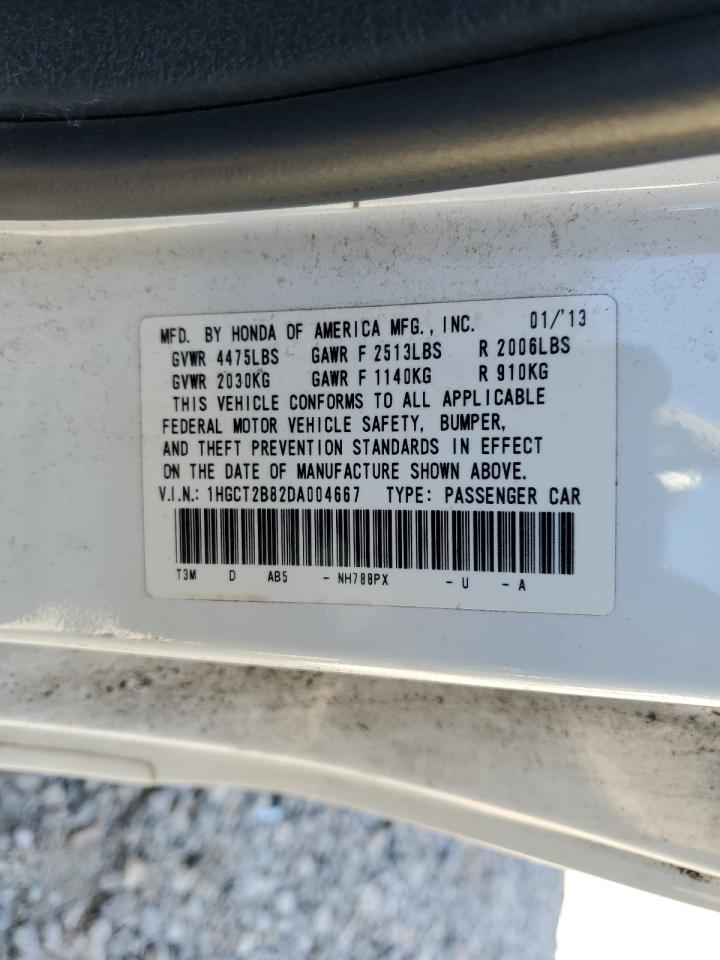 MFD. BY HONDA OF AMERICA MFG., INC. 01/'13
GVWR 4475LBS GAWR F 2513LBS R 2006LBS
GVWR 2030KG GAWR F 1140KG R 910KG
THIS VEHICLE CONFORMS TO ALL APPLICABLE
FEDERAL MOTOR VEHICLE SAFETY, BUMPER,
AND THEFT PREVENTION STANDARDS IN EFFECT
ON THE DATE OF MANUFACTURE SHOWN ABOVE.
V.I.N.: 1HGCT2B82DA004667 TYPE: PASSENGER CAR
T3M D AB5 - NH788PX - U - A